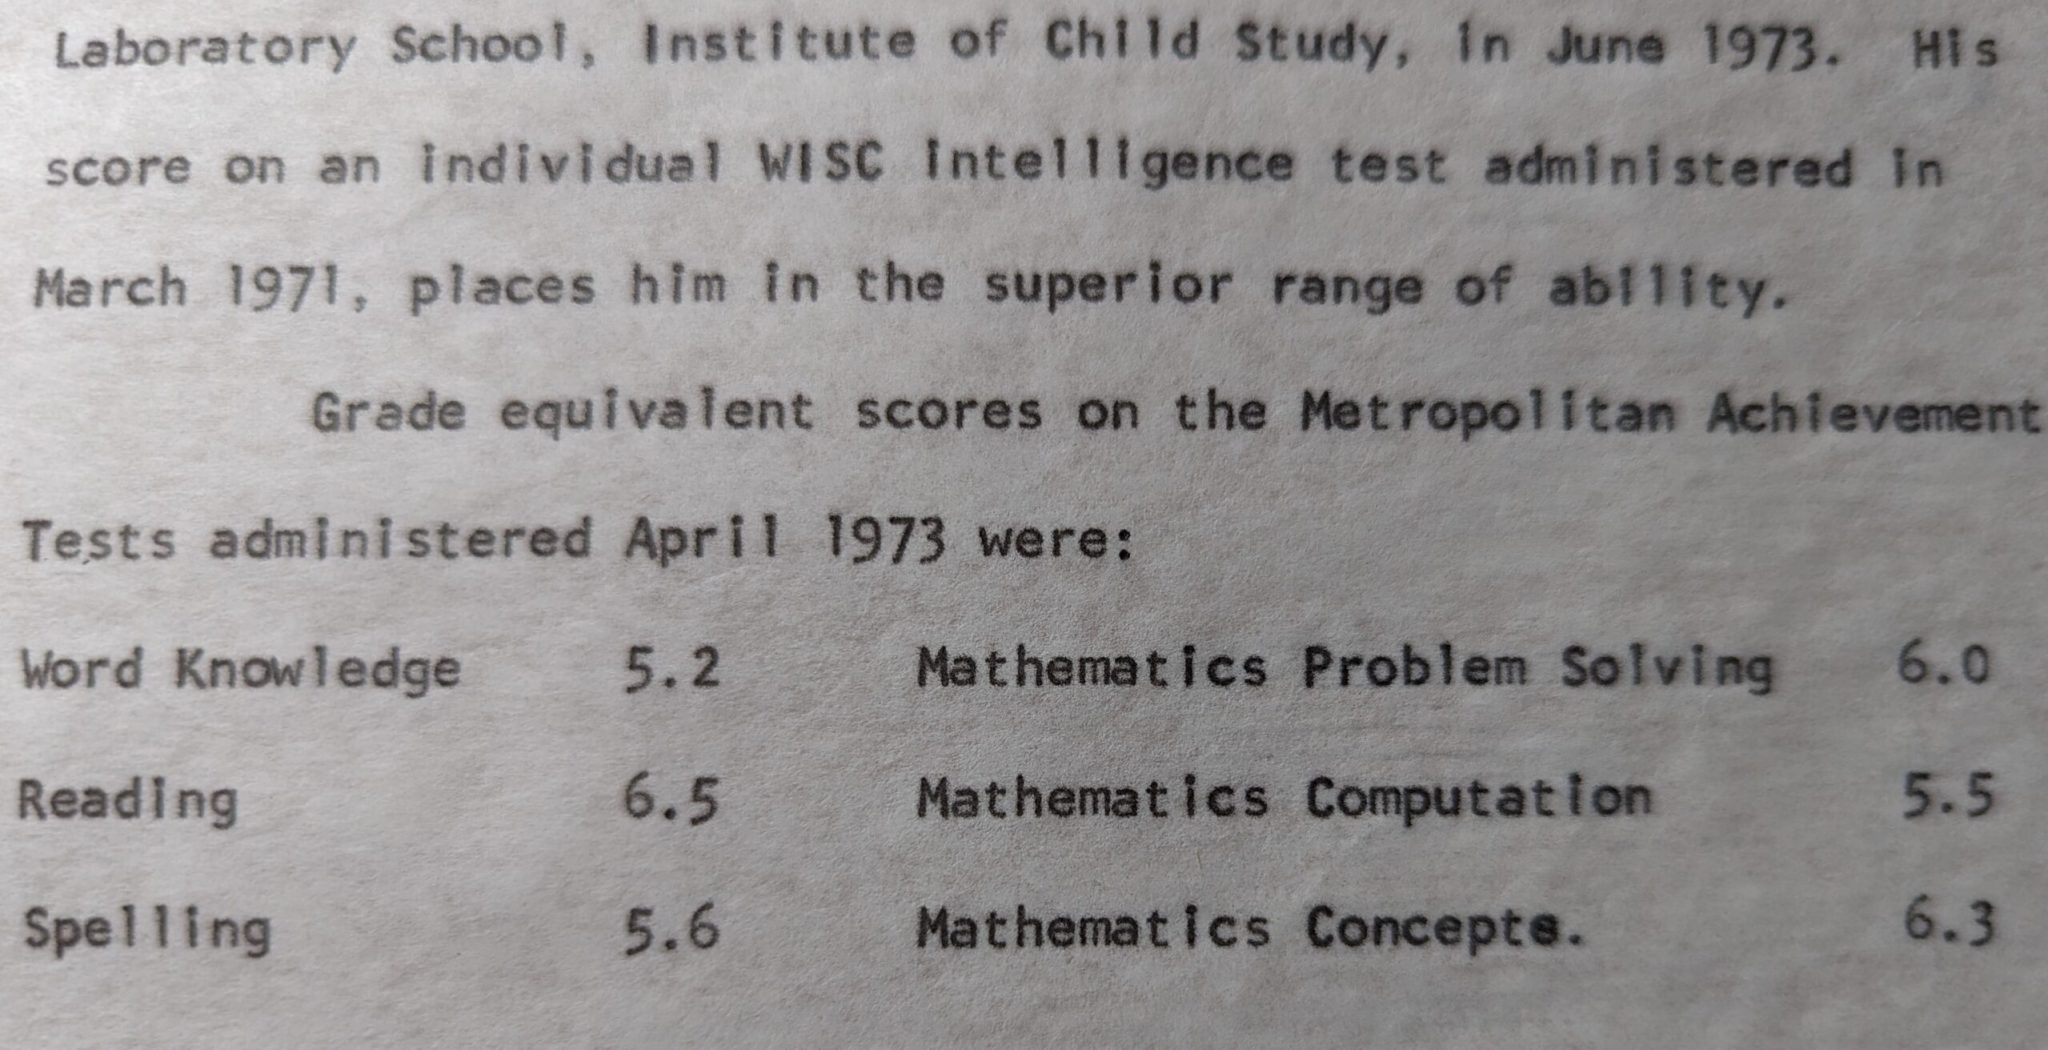 Laboratory School, Institute of Child Study, in June 1973. His
score on an individual WISC intelligence test administered in
March 1971, places him in the superior range of ability.
Grade equivalent scores on the Metropolitan Achievement
Tests administered April 1973 were:
Word Knowledge 5.2 Mathematics Problem Solving 6.0
Reading 6.5 Mathematics Computation 5.5
Spelling 5.6 Mathematics Concepts. 6.3